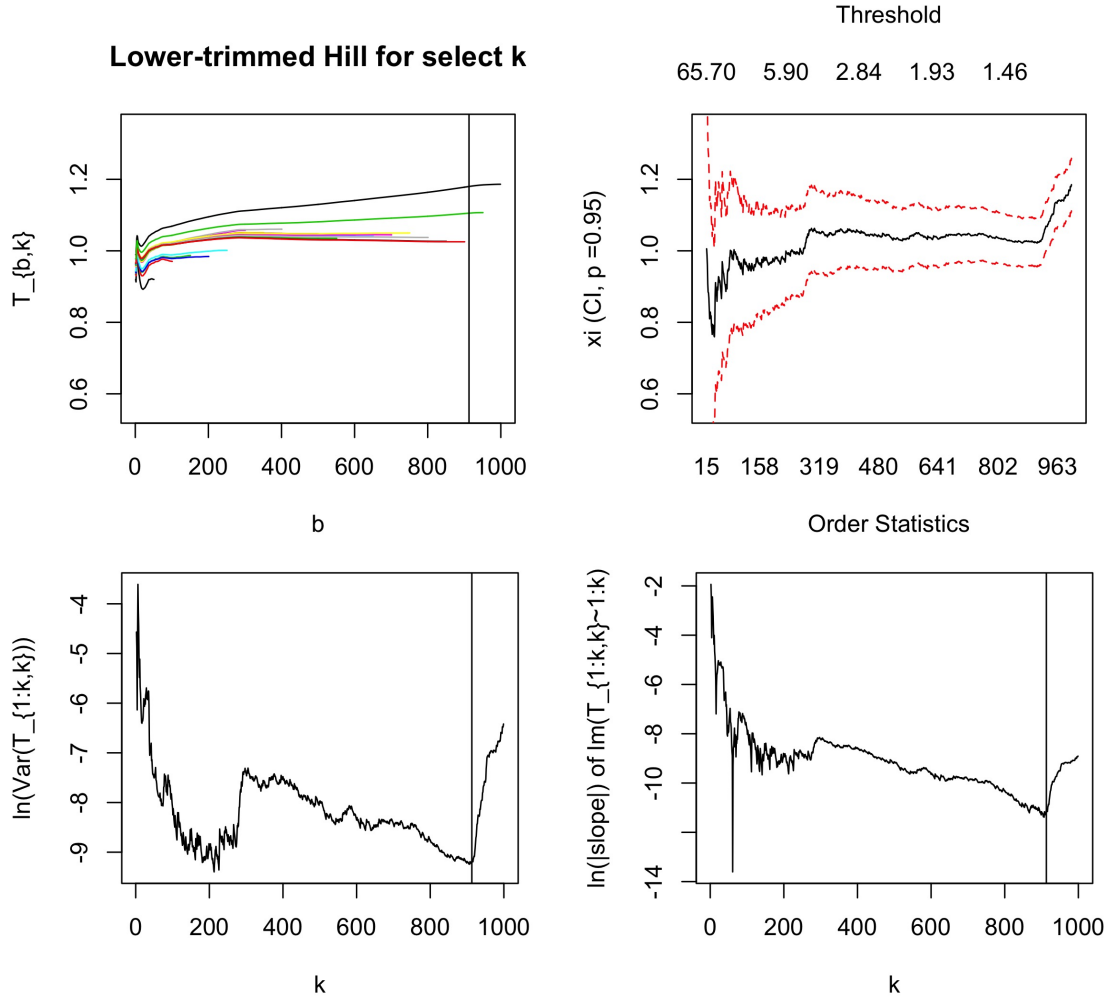 Lower-trimmed Hill for select k
T_{b,k}
0.6 0.8 1.0 1.2
0 200 400 600 800 1000
b
Threshold
65.70 5.90 2.84 1.93 1.46
xi (CI, p =0.95)
0.6 0.8 1.0 1.2
15 158 319 480 641 802 963
Order Statistics
ln(Var(T_{1:k,k}))
-9 -8 -7 -6 -5 -4
0 200 400 600 800 1000
k
ln(|slope|) of lm(T_{1:k,k}~1:k)
-14 -10 -8 -6 -4 -2
0 200 400 600 800 1000
k